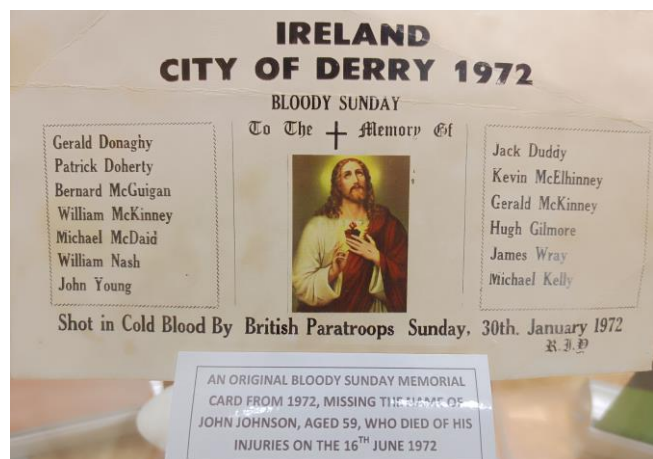 IRELAND
CITY OF DERRY 1972
BLOODY SUNDAY
To The Memory Of
Gerald Donaghy
Patrick Doherty
Bernard McGuigan
William McKinney
Michael McDaid
William Nash
John Young
Jack Duddy
Kevin McElhinney
Gerald McKinney
Hugh Gilmore
James Wray
Michael Kelly
Shot in Cold Blood By British Paratroops Sunday, 30th. January 1972
R.I.P
AN ORIGINAL BLOODY SUNDAY MEMORIAL
CARD FROM 1972, MISSING THE NAME OF
JOHN JOHNSON, AGED 59, WHO DIED OF HIS
INJURIES ON THE 16TH JUNE 1972